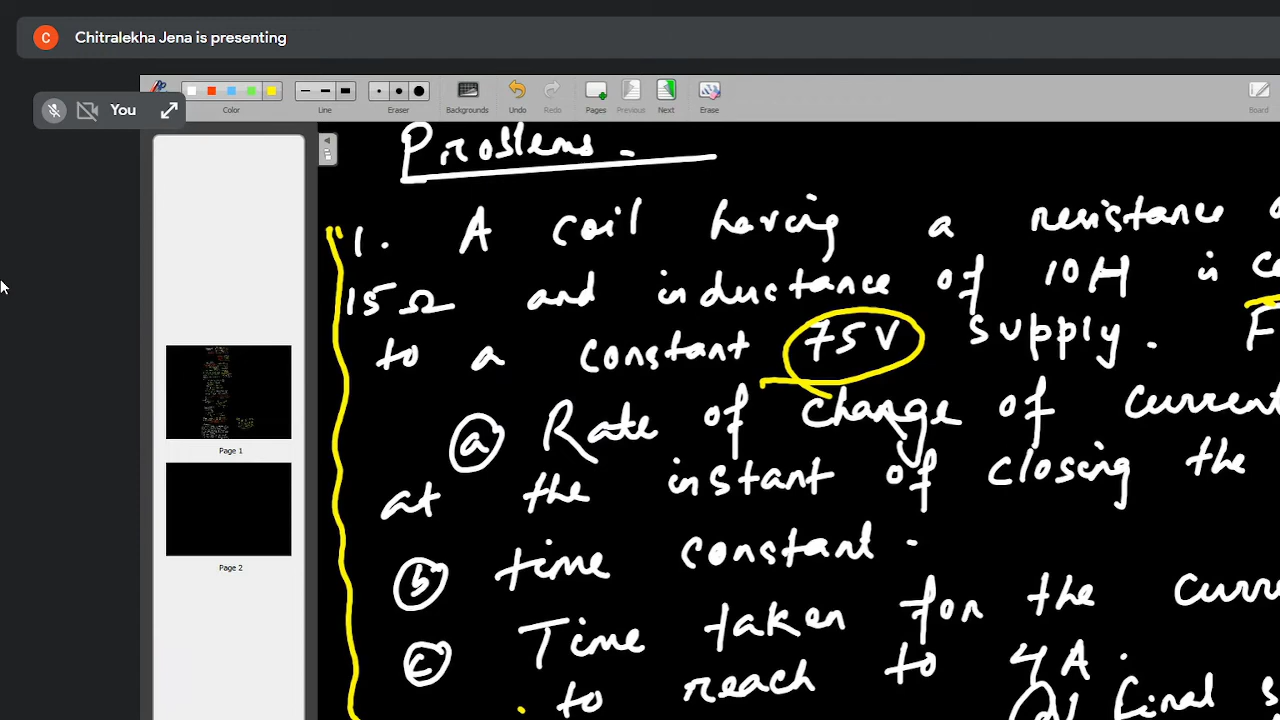 Chitralekha Jena is presenting
You
Color
Line
Eraser
Backgrounds
Undo
Redo
Pages
Previous
Next
Erase
Board
Page 1
Page 2
Problems -
1. A coil having a resistance
15Ω and inductance of 10H is
to a constant 75V supply.
(a) Rate of change of current
at the instant of closing the
(b) time constant.
(c) Time taken for the
to reach to 4A.
final